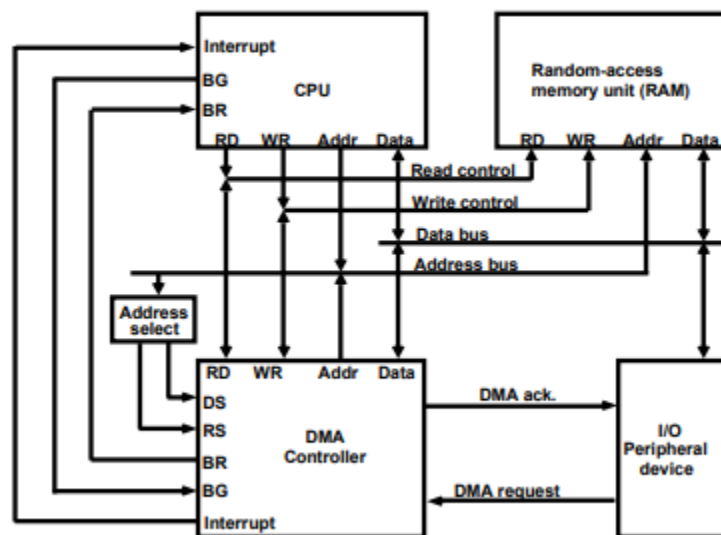 Interrupt
BG
BR
CPU
RD WR Addr Data
Random-access
memory unit (RAM)
RD WR Addr Data
Read control
Write control
Data bus
Address bus
Address
select
RD WR Addr Data
DS
RS
BR
BG
Interrupt
DMA
Controller
DMA ack.
DMA request
I/O
Peripheral
device